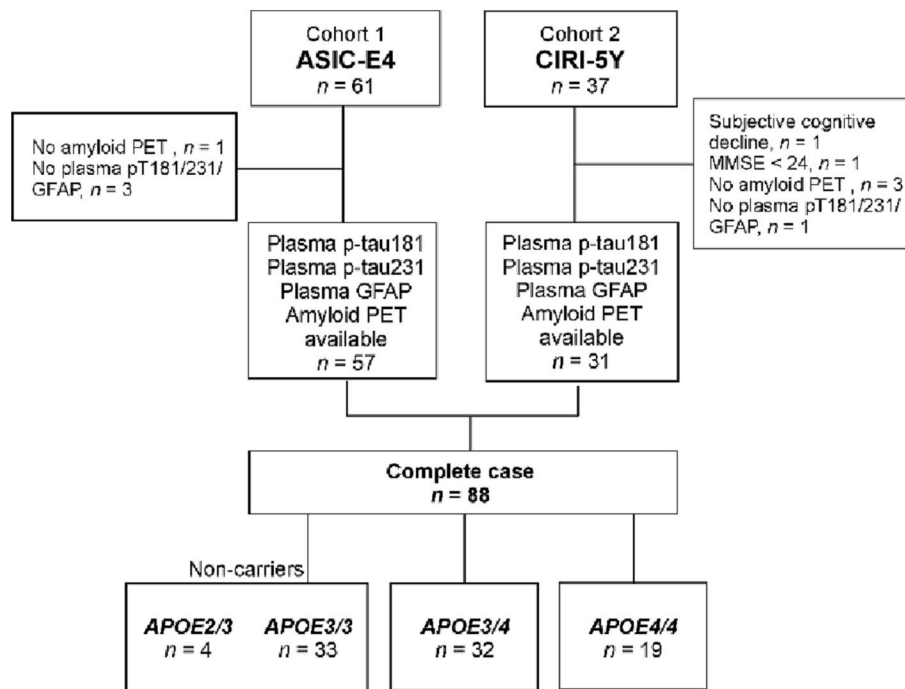 Cohort 1
ASIC-E4
n = 61
Cohort 2
CIRI-5Y
n = 37
No amyloid PET , n = 1
No plasma pT181/231/
GFAP, n = 3
Subjective cognitive
decline, n = 1
MMSE < 24, n = 1
No amyloid PET , n = 3
No plasma pT181/231/
GFAP, n = 1
Plasma p-tau181
Plasma p-tau231
Plasma GFAP
Amyloid PET
available
n = 57
Plasma p-tau181
Plasma p-tau231
Plasma GFAP
Amyloid PET
available
n = 31
Complete case
n = 88
Non-carriers
APOE2/3
n = 4
APOE3/3
n = 33
APOE3/4
n = 32
APOE4/4
n = 19